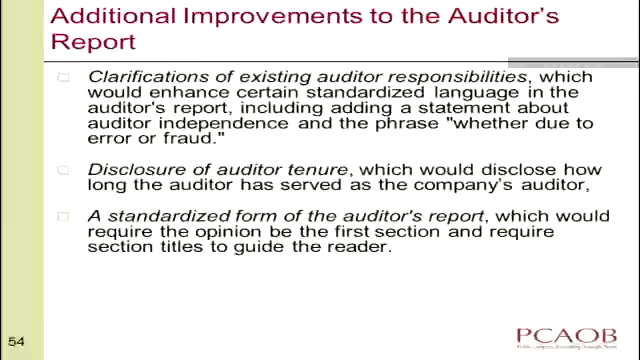 Additional Improvements to the Auditor's
Report
Clarifications of existing auditor responsibilities, which
would enhance certain standardized language in the
auditor's report, including adding a statement about
auditor independence and the phrase "whether due to
error or fraud."
Disclosure of auditor tenure, which would disclose how
long the auditor has served as the company's auditor,
A standardized form of the auditor's report, which would
require the opinion be the first section and require
section titles to guide the reader.
54
PCAOB